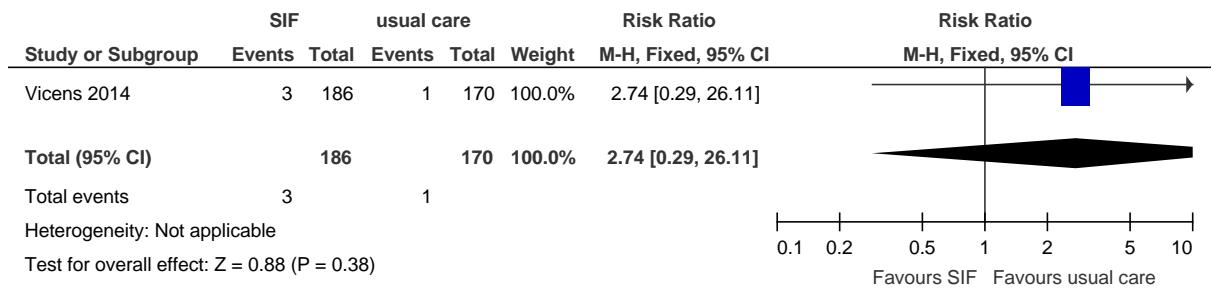 SIF usual care Risk Ratio Risk Ratio
Study or Subgroup Events Total Events Total Weight M-H, Fixed, 95% CI M-H, Fixed, 95% CI
Vicens 2014 3 186 1 170 100.0% 2.74 [0.29, 26.11]
Total (95% CI) 186 170 100.0% 2.74 [0.29, 26.11]
Total events 3 1
Heterogeneity: Not applicable
Test for overall effect: Z = 0.88 (P = 0.38)
0.1 0.2 0.5 1 2 5 10
Favours SIF Favours usual care